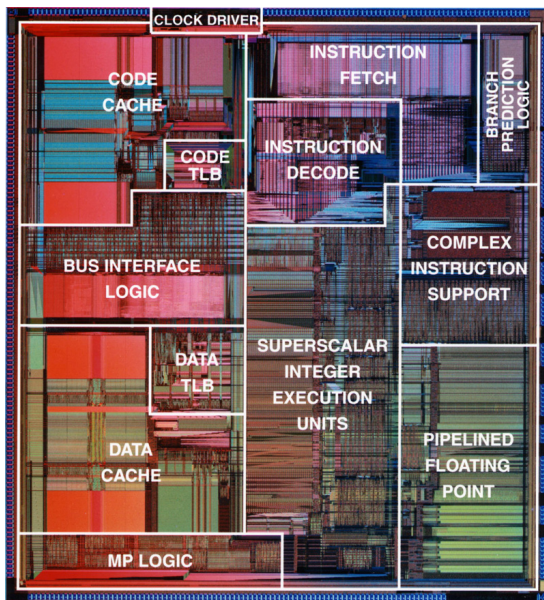 CLOCK DRIVER
CODE
CACHE
CODE
TLB
INSTRUCTION
FETCH
BRANCH
PREDICTION
LOGIC
INSTRUCTION
DECODE
BUS INTERFACE
LOGIC
COMPLEX
INSTRUCTION
SUPPORT
DATA
TLB
SUPERSCALAR
INTEGER
EXECUTION
UNITS
DATA
CACHE
PIPELINED
FLOATING
POINT
MP LOGIC